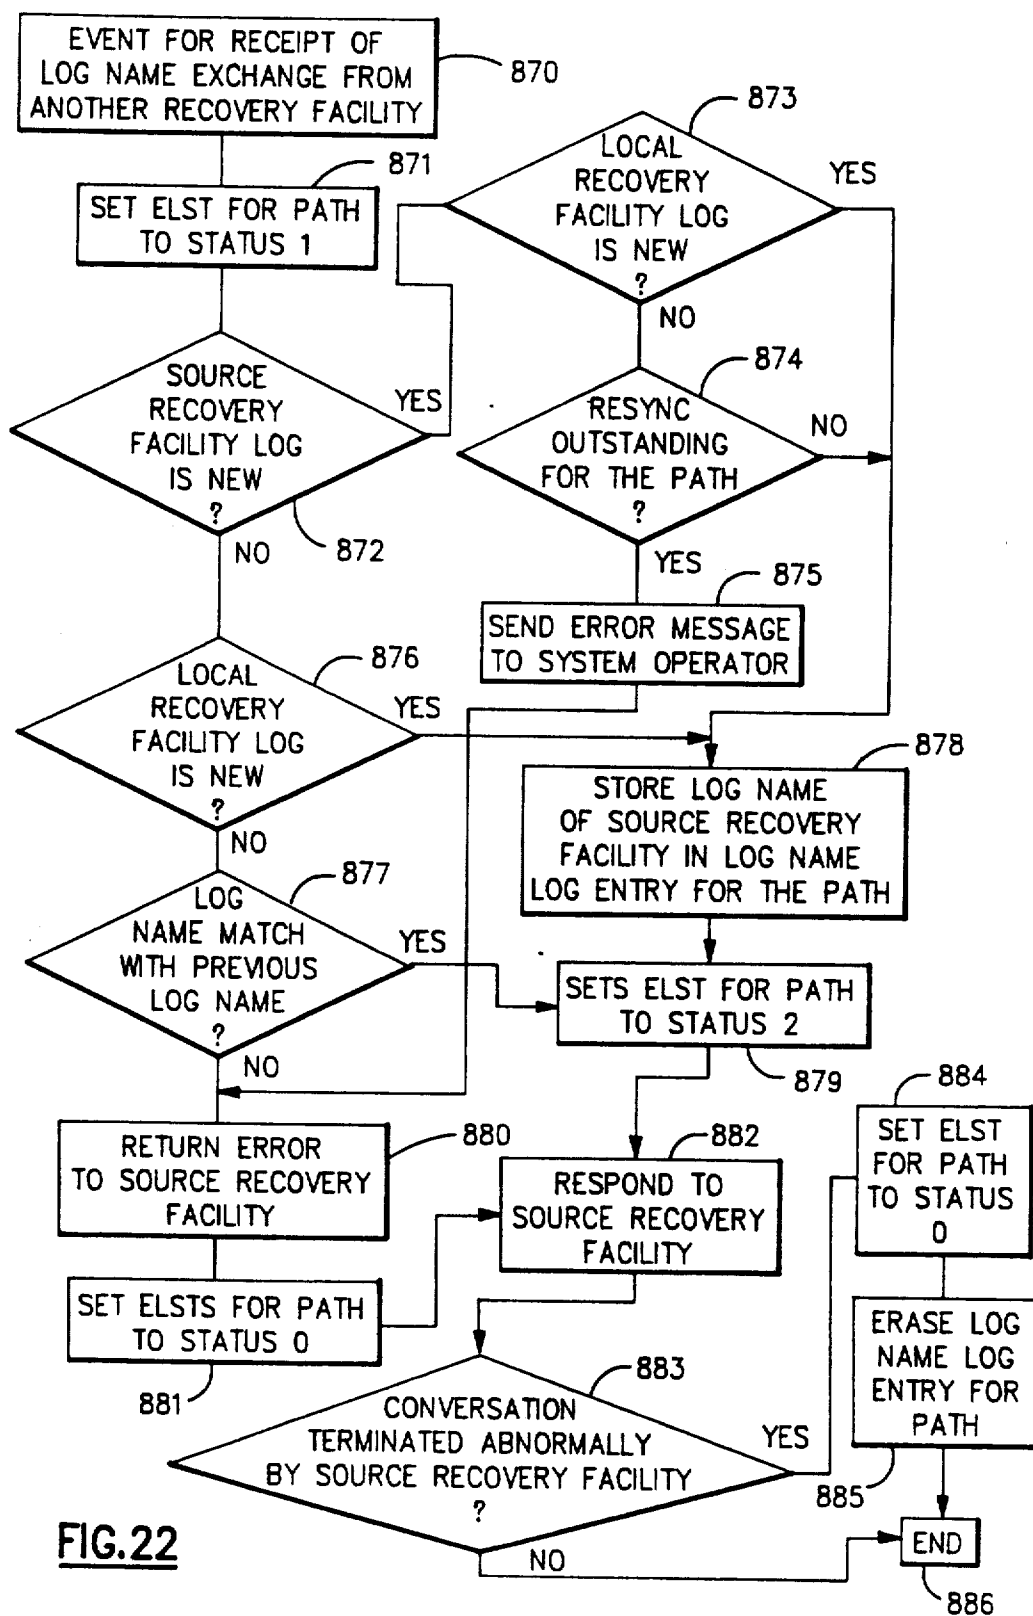 EVENT FOR RECEIPT OF
LOG NAME EXCHANGE FROM
ANOTHER RECOVERY FACILITY
870
871
SET ELST FOR PATH
TO STATUS 1
SOURCE
RECOVERY
FACILITY LOG
IS NEW
?
YES
NO
872
873
LOCAL
RECOVERY
FACILITY LOG
IS NEW
?
YES
NO
874
RESYNC
OUTSTANDING
FOR THE PATH
?
NO
YES
875
SEND ERROR MESSAGE
TO SYSTEM OPERATOR
876
LOCAL
RECOVERY
FACILITY LOG
IS NEW
?
YES
NO
877
LOG
NAME MATCH
WITH PREVIOUS
LOG NAME
?
YES
NO
878
STORE LOG NAME
OF SOURCE RECOVERY
FACILITY IN LOG NAME
LOG ENTRY FOR THE PATH
SETS ELST FOR PATH
TO STATUS 2
879
880
RETURN ERROR
TO SOURCE RECOVERY
FACILITY
SET ELSTS FOR PATH
TO STATUS 0
881
882
RESPOND TO
SOURCE RECOVERY
FACILITY
883
CONVERSATION
TERMINATED ABNORMALLY
BY SOURCE RECOVERY FACILITY
?
YES
NO
884
SET ELST
FOR PATH
TO STATUS
0
ERASE LOG
NAME LOG
ENTRY FOR
PATH
885
END
886
FIG.22